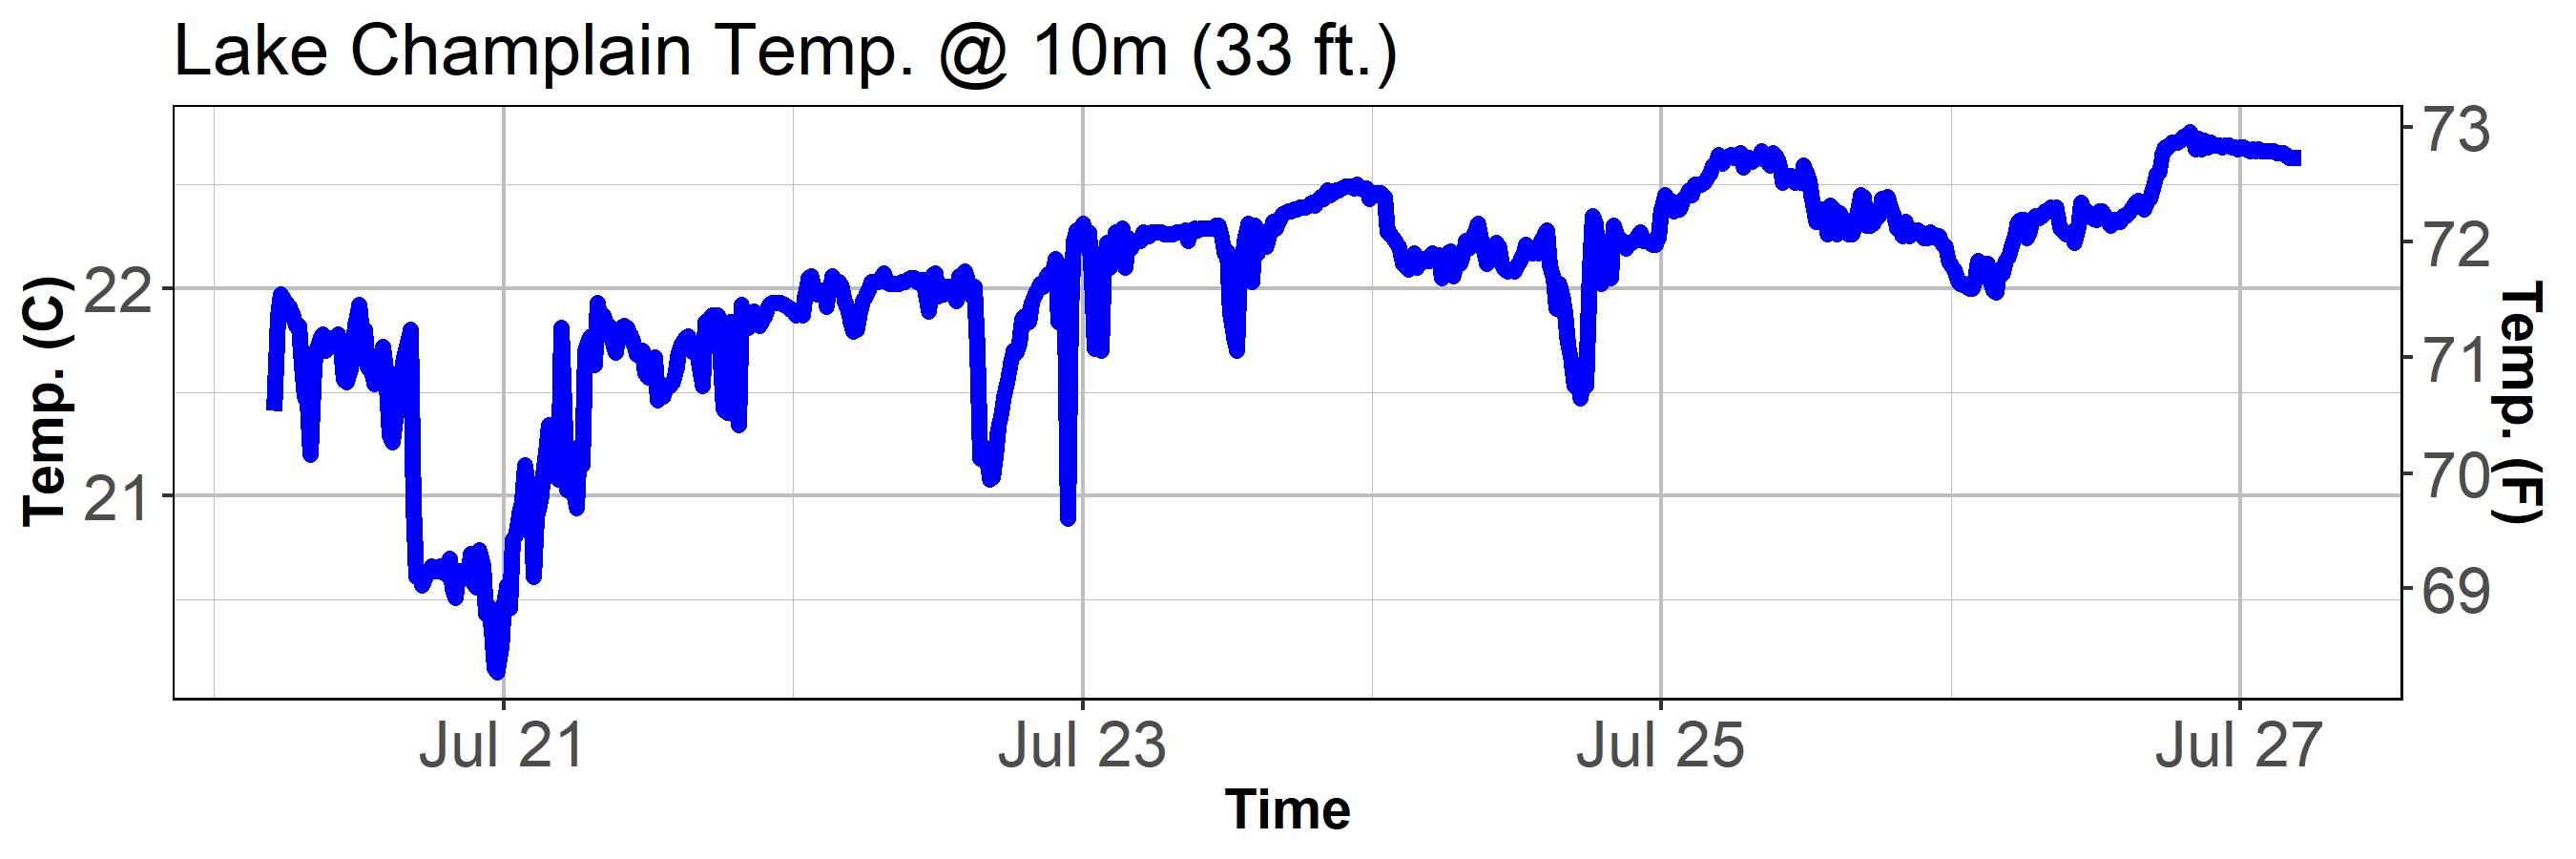 Lake Champlain Temp. @ 10m (33 ft.)
Temp. (C)
22
21
73
72
71
70
69
Temp. (F)
Jul 21
Jul 23
Jul 25
Jul 27
Time